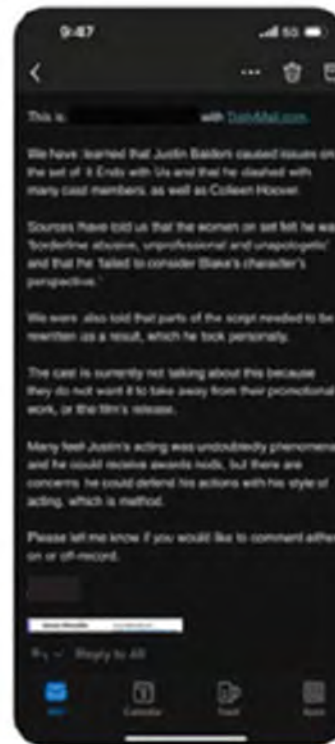 9:47
5G
This is with DailyMail.com.
We have learned that Justin Baldoni caused issues on
the set of It Ends with Us and that he clashed with
many cast members, as well as Colleen Hoover.
Sources have told us that the women on set felt he was
'borderline abusive, unprofessional and unapologetic'
and that he 'failed to consider Blake's character's
perspective.'
We were also told that parts of the script needed to be
rewritten as a result, which he took personally.
The cast is currently not talking about this because
they do not want it to take away from their promotional
work, or the film's release.
Many feel Justin's acting was undoubtedly phenomena
and he could receive awards nods, but there are
concerns he could defend his actions with his style of
acting, which is method.
Please let me know if you would like to comment either
on or off-record.
Reply to All
Calendar
Feed
Apps